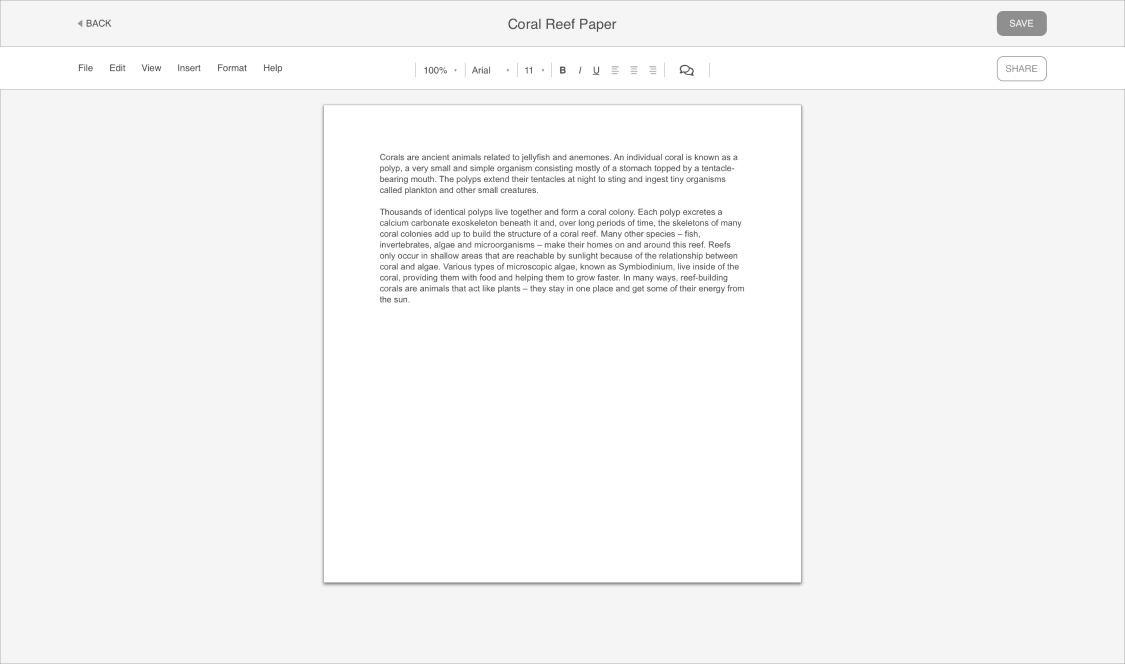 BACK
Coral Reef Paper
SAVE
File Edit View Insert Format Help
100% Arial 11 B I U
SHARE
Corals are ancient animals related to jellyfish and anemones. An individual coral is known as a
polyp, a very small and simple organism consisting mostly of a stomach topped by a tentacle-
bearing mouth. The polyps extend their tentacles at night to sting and ingest tiny organisms
called plankton and other small creatures.
Thousands of identical polyps live together and form a coral colony. Each polyp excretes a
calcium carbonate exoskeleton beneath it and, over long periods of time, the skeletons of many
coral colonies add up to build the structure of a coral reef. Many other species – fish,
invertebrates, algae and microorganisms – make their homes on and around this reef. Reefs
only occur in shallow areas that are reachable by sunlight because of the relationship between
coral and algae. Various types of microscopic algae, known as Symbiodinium, live inside of the
coral, providing them with food and helping them to grow faster. In many ways, reef-building
corals are animals that act like plants – they stay in one place and get some of their energy from
the sun.